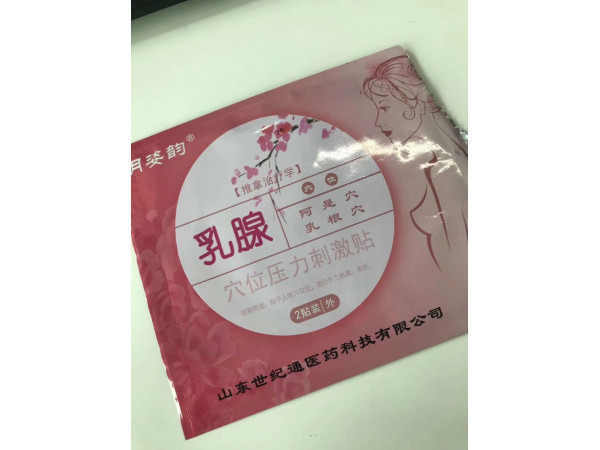 月姿韵®
【推拿治疗学】
穴位
阿是穴
乳根穴
乳腺
穴位压力刺激贴
2贴装 外
山东世纪通医药科技有限公司